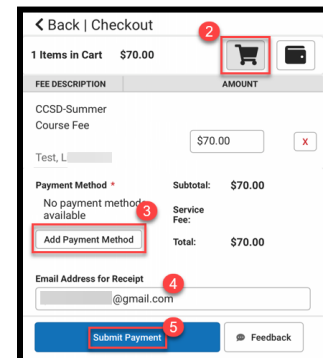 < Back | Checkout
2
1 Items in Cart $70.00
FEE DESCRIPTION AMOUNT
CCSD-Summer
Course Fee
$70.00 X
Test, L
Payment Method * Subtotal: $70.00
No payment methods
available
3
Service
Fee:
Add Payment Method Total: $70.00
Email Address for Receipt
4
@gmail.com
5
Submit Payment Feedback